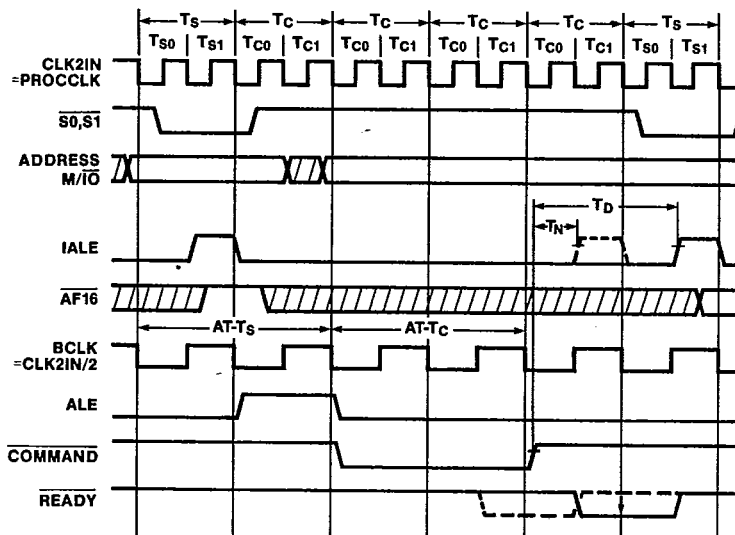 TS TC TC TC TC TS
TS0 TS1 TC0 TC1 TC0 TC1 TC0 TC1 TC0 TC1 TS0 TS1
CLK2IN
=PROCCLK
S0,S1
ADDRESS
M/IO
TD
TN
IALE
AF16
AT-TS AT-TC
BCLK
=CLK2IN/2
ALE
COMMAND
READY